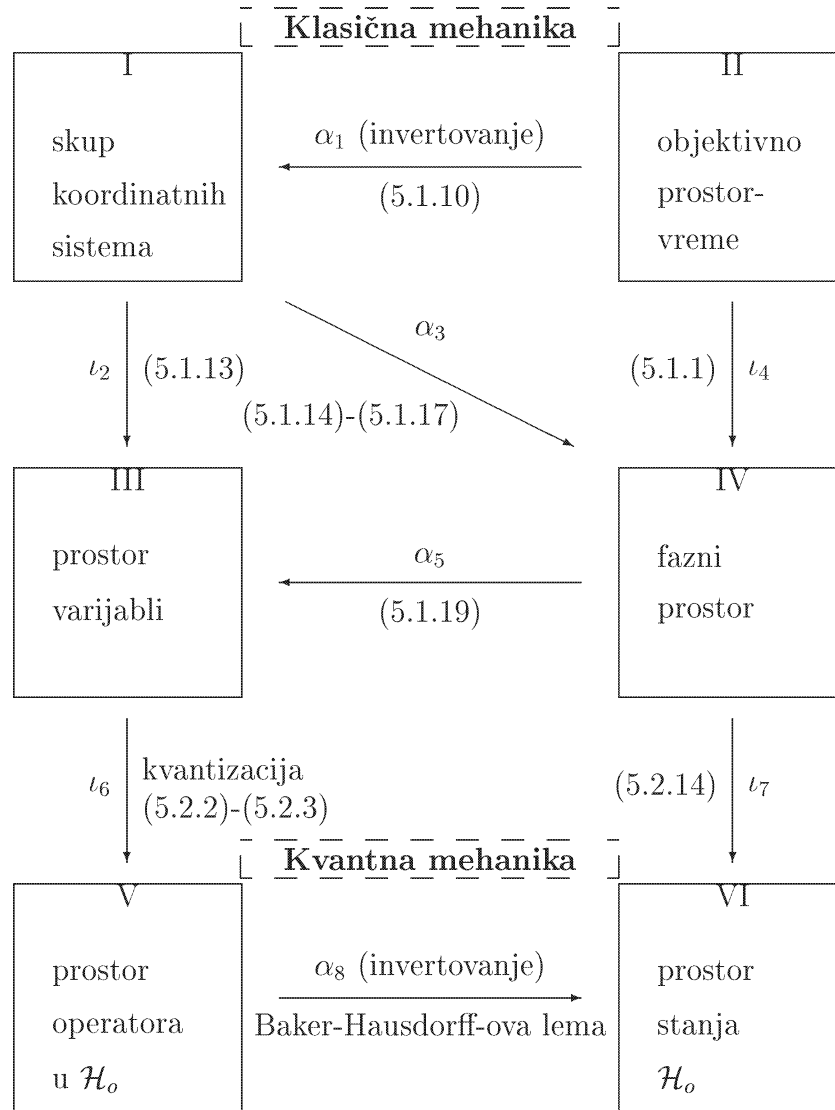 Klasična mehanika
I
II
skup
koordinatnih
sistema
α₁ (invertovanje)
(5.1.10)
objektivno
prostor-
vreme
ι₂ (5.1.13)
α₃
(5.1.14)-(5.1.17)
(5.1.1) ι₄
III
IV
prostor
varijabli
α₅
(5.1.19)
fazni
prostor
ι₆
kvantizacija
(5.2.2)-(5.2.3)
(5.2.14) ι₇
Kvantna mehanika
V
VI
prostor
operatora
u ℋₒ
α₈ (invertovanje)
Baker-Hausdorff-ova lema
prostor
stanja
ℋₒ